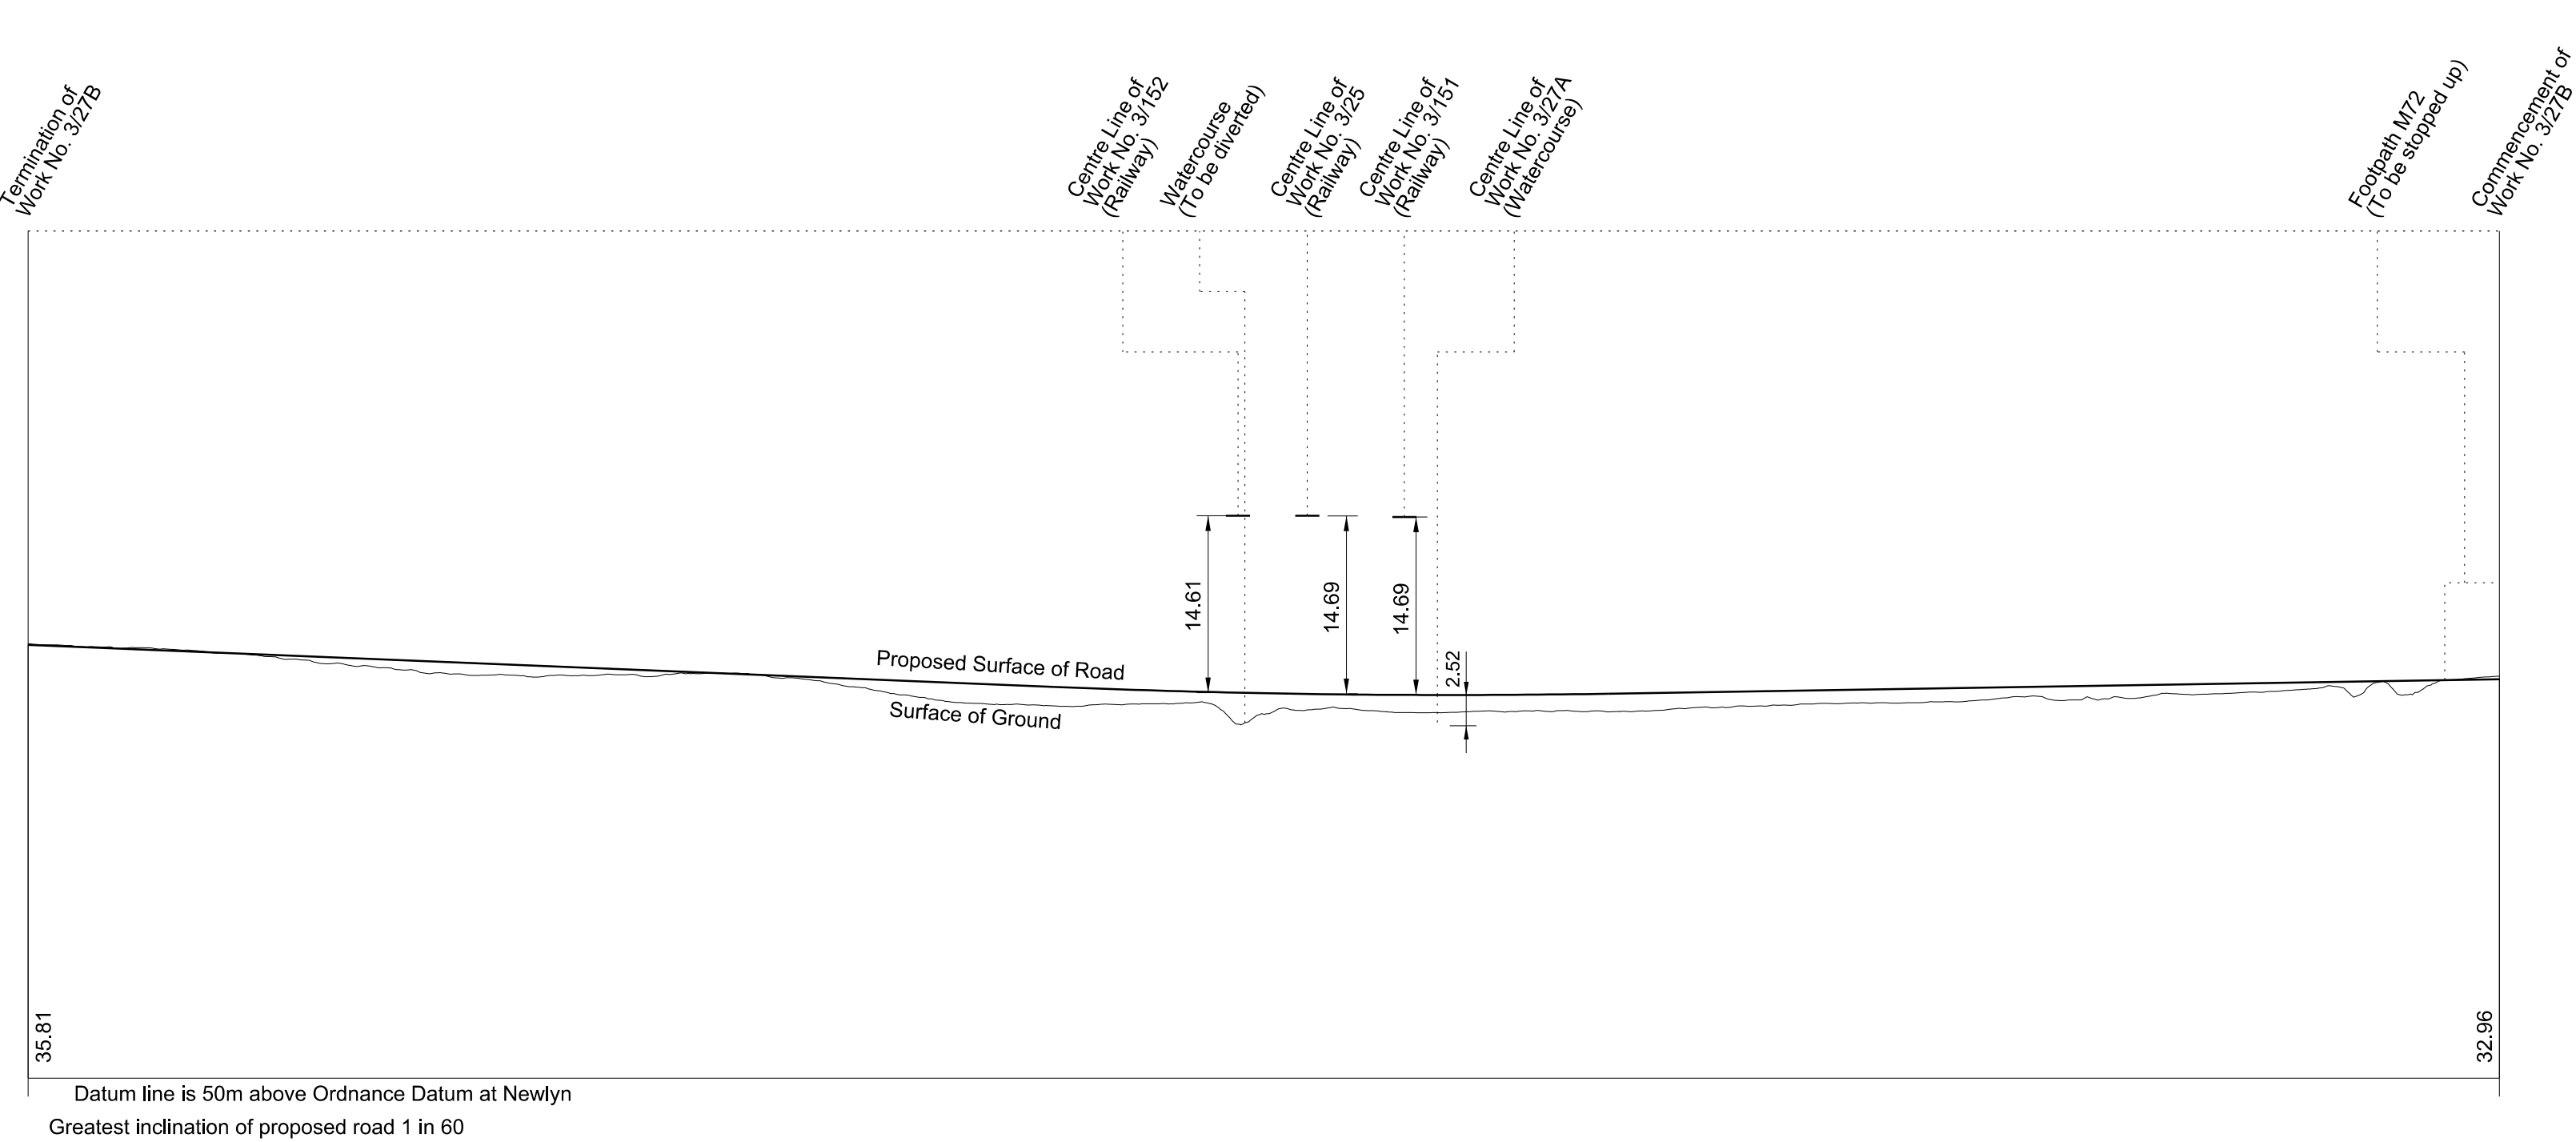 Termination of
Work No. 3/27B
Centre Line of
Work No. 3/152
(Railway)
Watercourse
(To be diverted)
Centre Line of
Work No. 3/25
(Railway)
Centre Line of
Work No. 3/151
(Railway)
Centre Line of
Work No. 3/27A
(Watercourse)
Footpath M72
(To be stopped up)
Commencement of
Work No. 3/27B
14.61
14.69
14.69
2.52
Proposed Surface of Road
Surface of Ground
35.81
32.96
Datum line is 50m above Ordnance Datum at Newlyn
Greatest inclination of proposed road 1 in 60